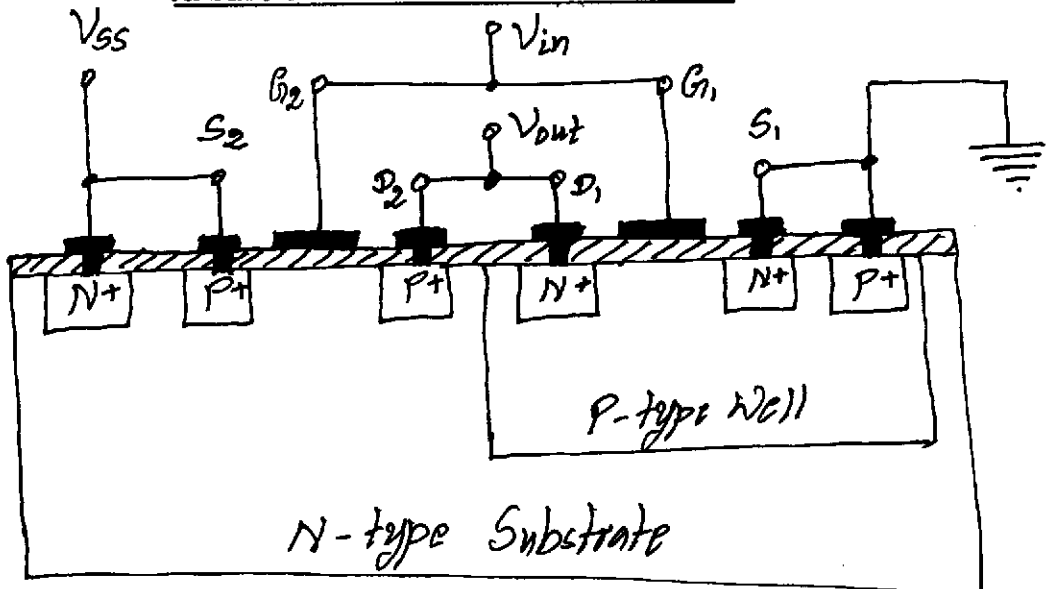 Vss
Vin
G2
G1
S2
Vout
S1
D2
D1
N+ P+ P+ N+ N+ P+
P-type Well
N-type Substrate